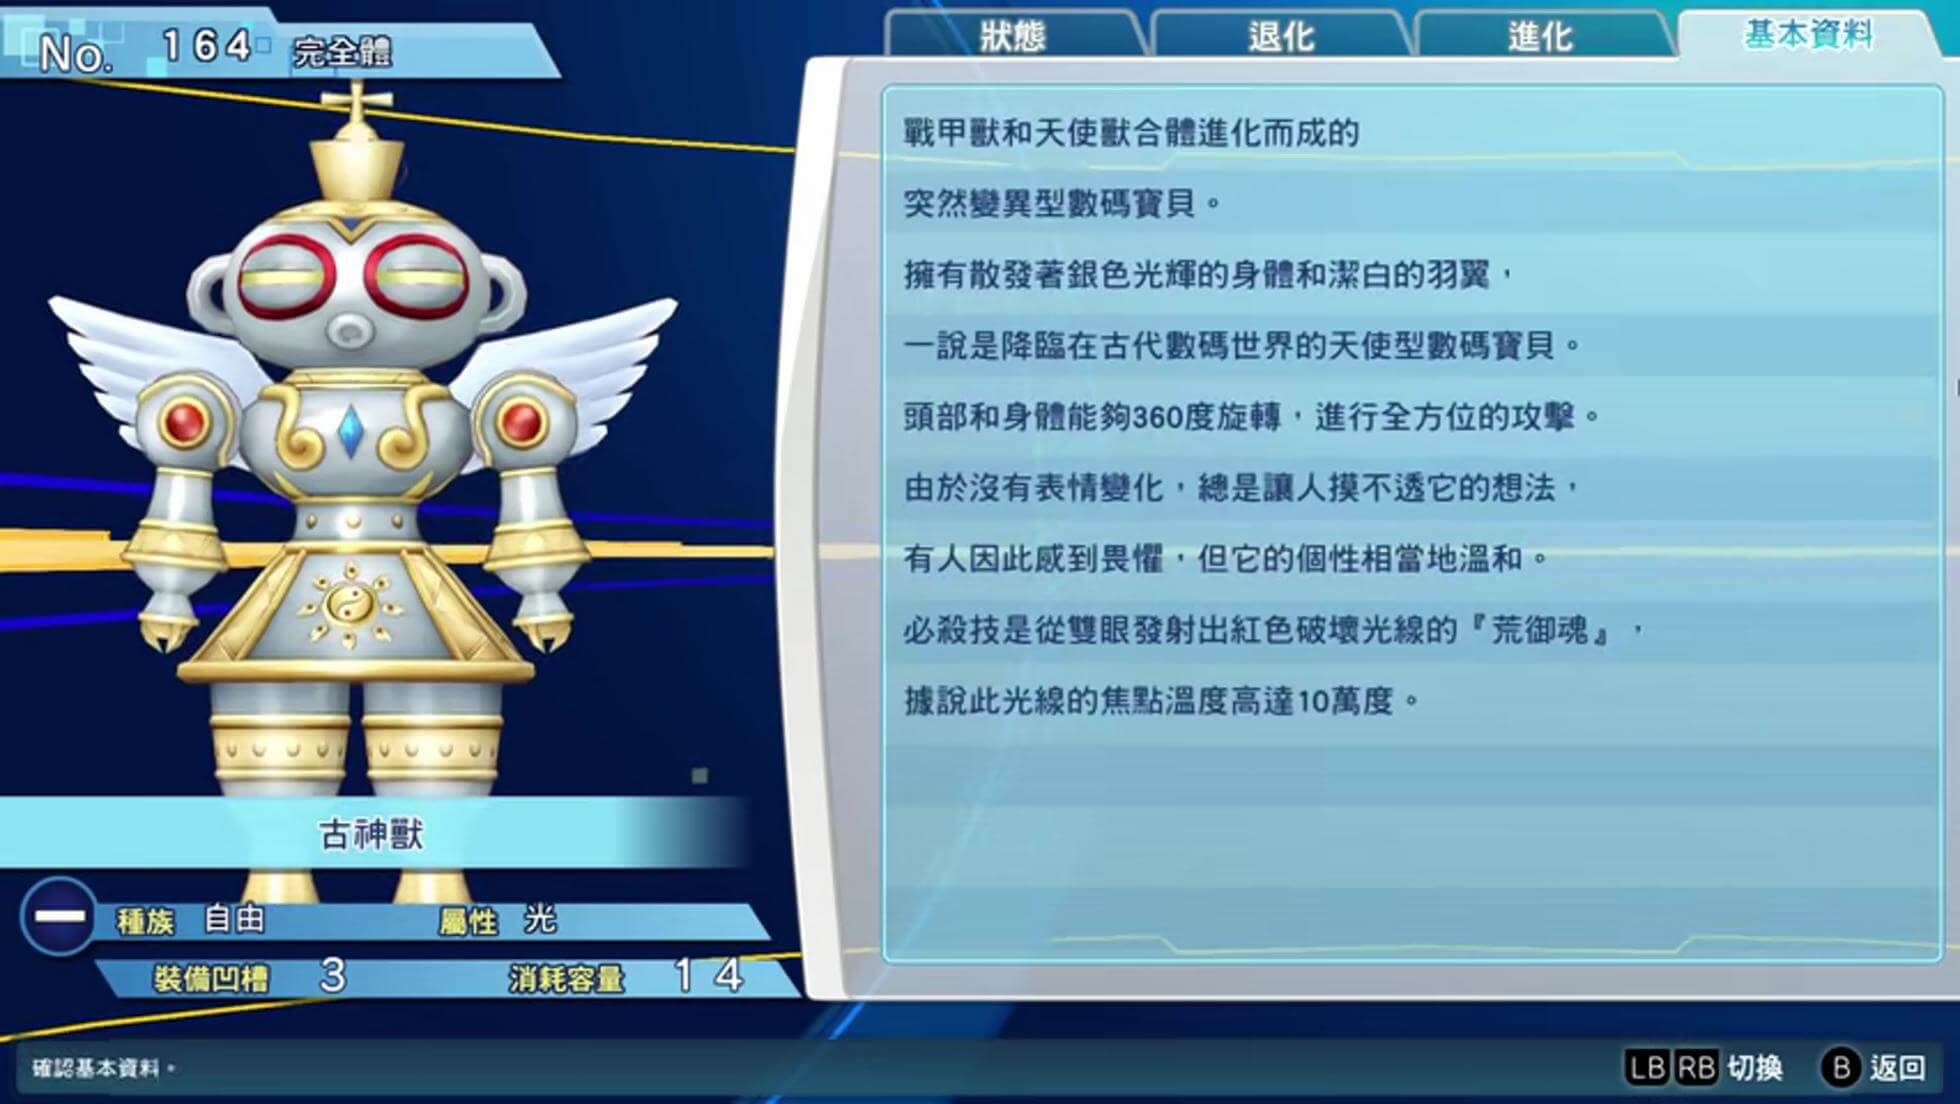 No. 164 完全體
狀態 退化 進化 基本資料
戰甲獸和天使獸合體進化而成的
突然變異型數碼寶貝。
擁有散發著銀色光輝的身體和潔白的羽翼，
一說是降臨在古代數碼世界的天使型數碼寶貝。
頭部和身體能夠360度旋轉，進行全方位的攻擊。
由於沒有表情變化，總是讓人摸不透它的想法，
有人因此感到畏懼，但它的個性相當地溫和。
必殺技是從雙眼發射出紅色破壞光線的『荒御魂』，
據說此光線的焦點溫度高達10萬度。
古神獸
種族 自由 屬性 光
裝備凹槽 3 消耗容量 14
確認基本資料。
LB RB 切換 B 返回